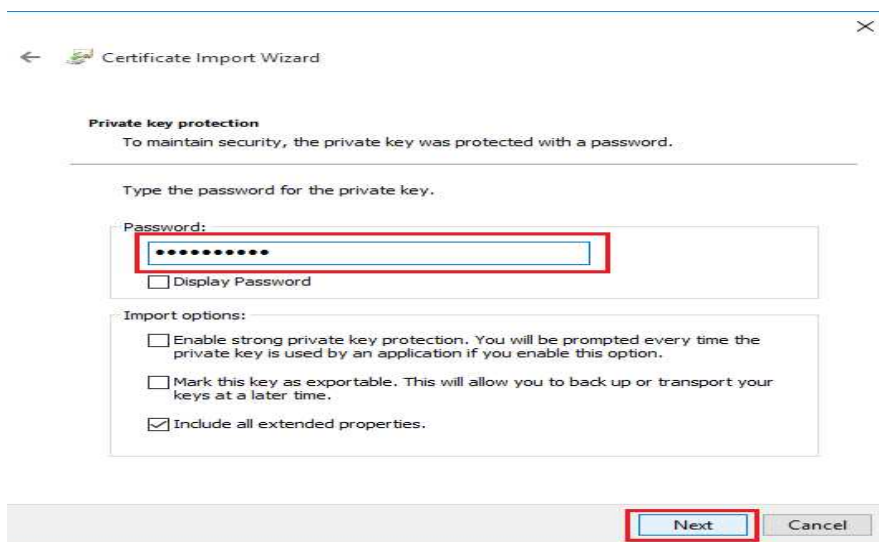 Certificate Import Wizard
Private key protection
To maintain security, the private key was protected with a password.
Type the password for the private key.
Password:
••••••••••
Display Password
Import options:
Enable strong private key protection. You will be prompted every time the
private key is used by an application if you enable this option.
Mark this key as exportable. This will allow you to back up or transport your
keys at a later time.
Include all extended properties.
Next Cancel